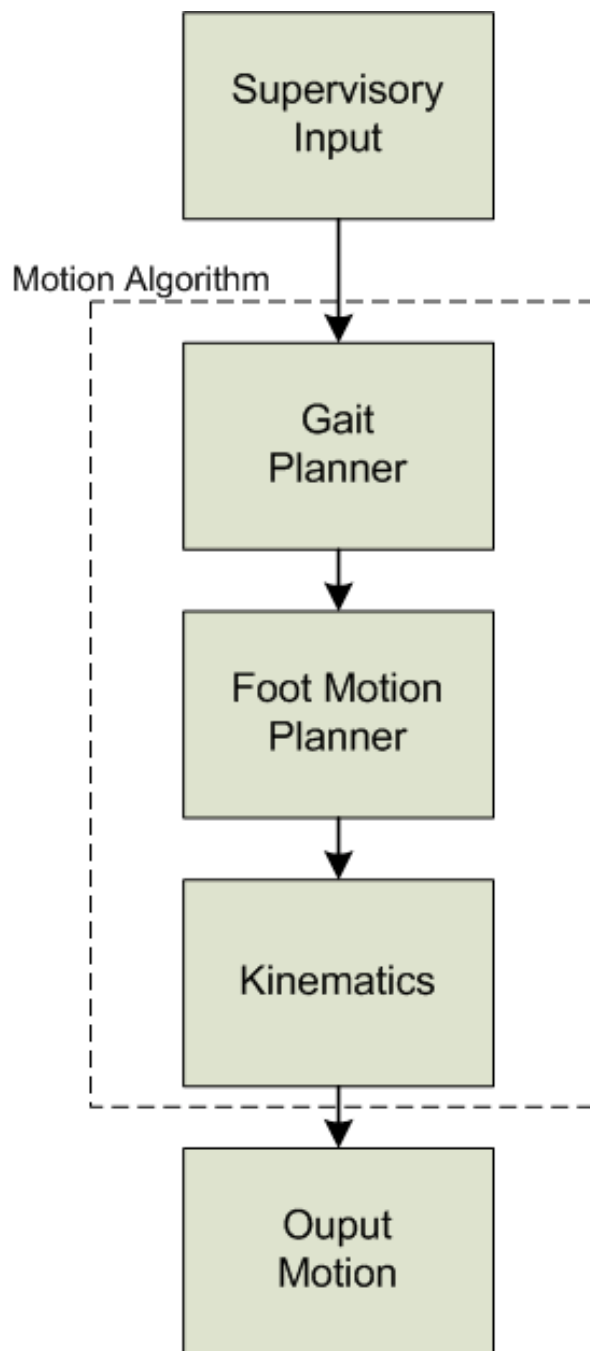 Supervisory
Input
Motion Algorithm
Gait
Planner
Foot Motion
Planner
Kinematics
Ouput
Motion